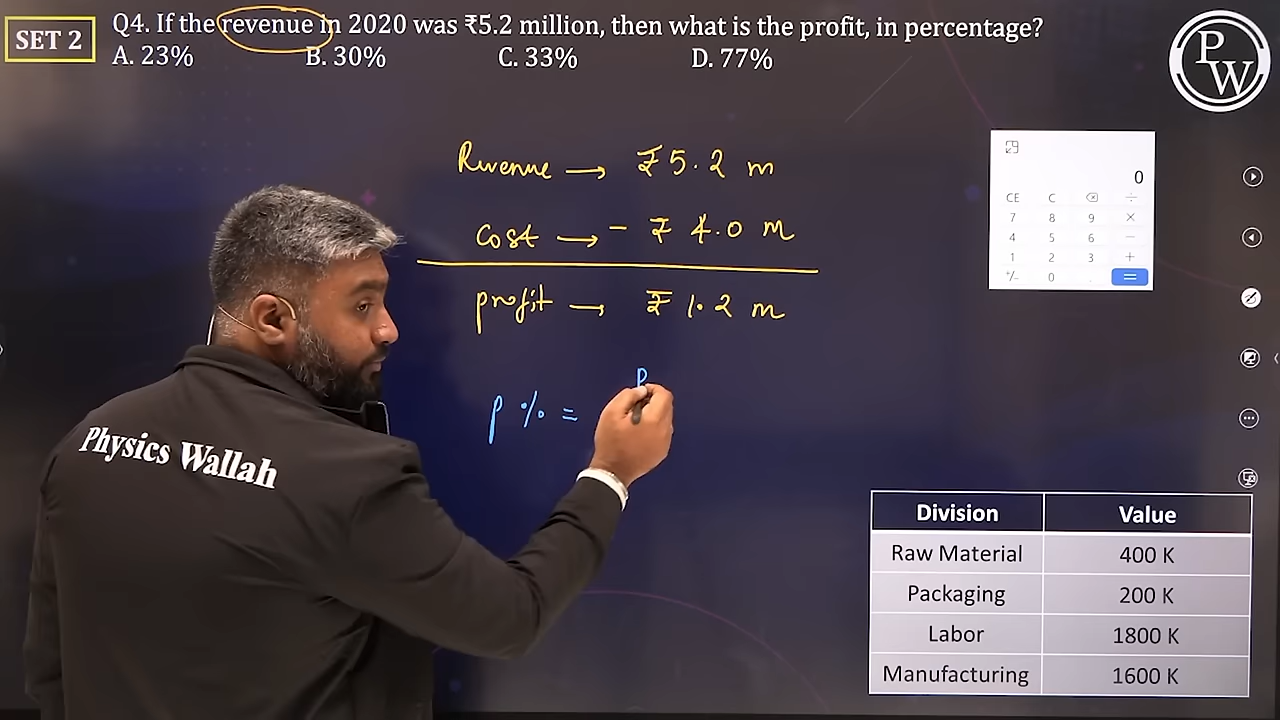 SET 2
Q4. If the revenue in 2020 was ₹5.2 million, then what is the profit, in percentage?
A. 23% B. 30% C. 33% D. 77%
PW
Revenue → ₹ 5.2 m
Cost → - ₹ 4.0 m
profit → ₹ 1.2 m
P % = P
0
CE C ÷
7 8 9 ×
4 5 6 −
1 2 3 +
+/- 0 . =
Physics Wallah
Division Value
Raw Material 400 K
Packaging 200 K
Labor 1800 K
Manufacturing 1600 K